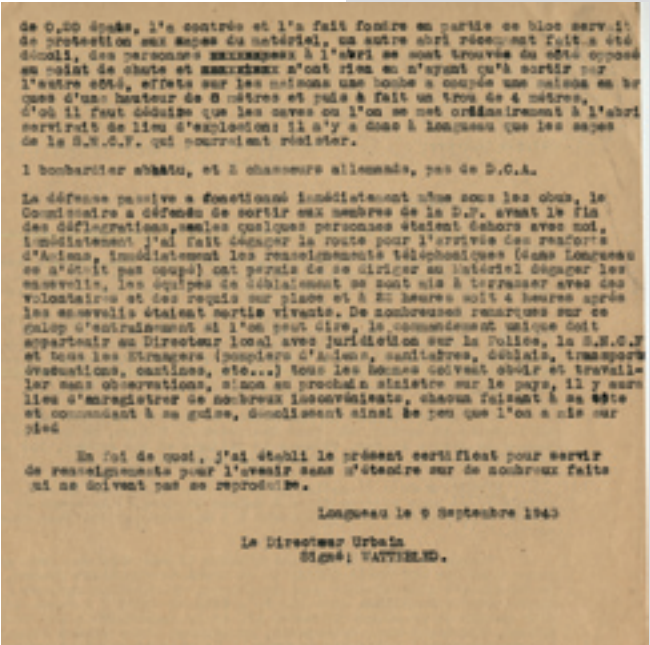 de 0,20 épais, l'a contrés et l'a fait fondre en partie ce bloc servait
de protection aux sapes du matériel, un autre abri récemment fait a été
démoli, des personnes à l'abri se sont trouvées du côté opposé
au point de chute et n'ont rien eu n'ayant qu'à sortir par
l'autre côté, effets sur les maisons une bombe a coupée une maison en br
ques d'une hauteur de 8 mètres et puis a fait un trou de 4 mètres,
d'où il faut déduire que les caves ou l'on se met ordinairement à l'abri
servirait de lieu d'explosion: il n'y a donc à Longueau que les sapes
de la S.N.C.F. qui pourraient résister.
1 bombardier abbatu, et 2 chasseurs allemands, pas de D.C.A.
La défense passive a fonctionné immédiatement même sous les obus, le
Commissaire a défendu de sortir aux membres de la D.P. avant la fin
des déflagrations, seules quelques personnes étaient dehors avec moi,
immédiatement j'ai fait dégager la route pour l'arrivée des renforts
d'Amiens, immédiatement les renseignements téléphoniques (dans Longueau
ce n'était pas coupé) ont permis de se diriger au Matériel dégager les
ensevelis, les équipes de déblaiement se sont mis à terrasser avec des
volontaires et des requis sur place et à 22 heures soit 4 heures après
les ensevelis étaient sortis vivants. De nombreuses remarques sur ce
galop d'entrainement si l'on peut dire, le commandement unique doit
appartenir au Directeur local avec juridiction sur la Police, la S.N.C.F
et tous les Etrangers (pompiers d'Amiens, sanitaires, déblais, transports
évacuations, cantines, etc...) tous les hommes doivent obéir et travail-
ler sans observations, sinon au prochain sinistre sur le pays, il y aura
lieu d'enregistrer de nombreux inconvénients, chacun faisant à sa tête
et commandant à sa guise, démolissant ainsi le peu que l'on a mis sur
pied
En foi de quoi, j'ai établi le présent certificat pour servir
de renseignements pour l'avenir sans m'étendre sur de nombreux faits
qui ne doivent pas se reproduire.
Longueau le 9 Septembre 1943
Le Directeur Urbain
Signé: WATTEBLED.